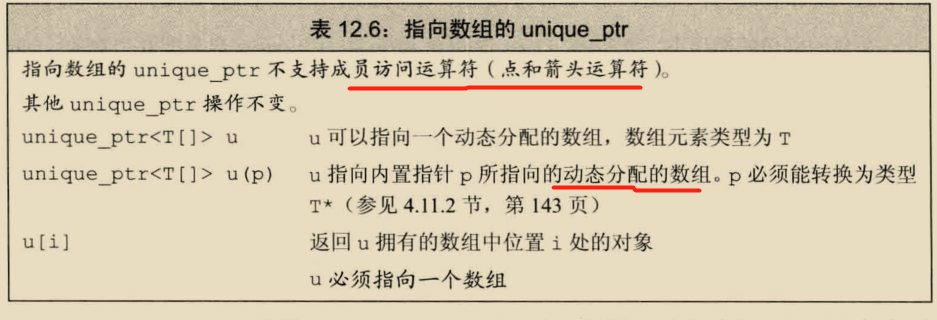 表 12.6：指向数组的 unique_ptr
指向数组的 unique_ptr 不支持成员访问运算符（点和箭头运算符）。
其他 unique_ptr 操作不变。
unique_ptr<T[]> u u 可以指向一个动态分配的数组，数组元素类型为 T
unique_ptr<T[]> u(p) u 指向内置指针 p 所指向的动态分配的数组。p 必须能转换为类型
T*（参见 4.11.2 节，第 143 页）
u[i] 返回 u 拥有的数组中位置 i 处的对象
u 必须指向一个数组